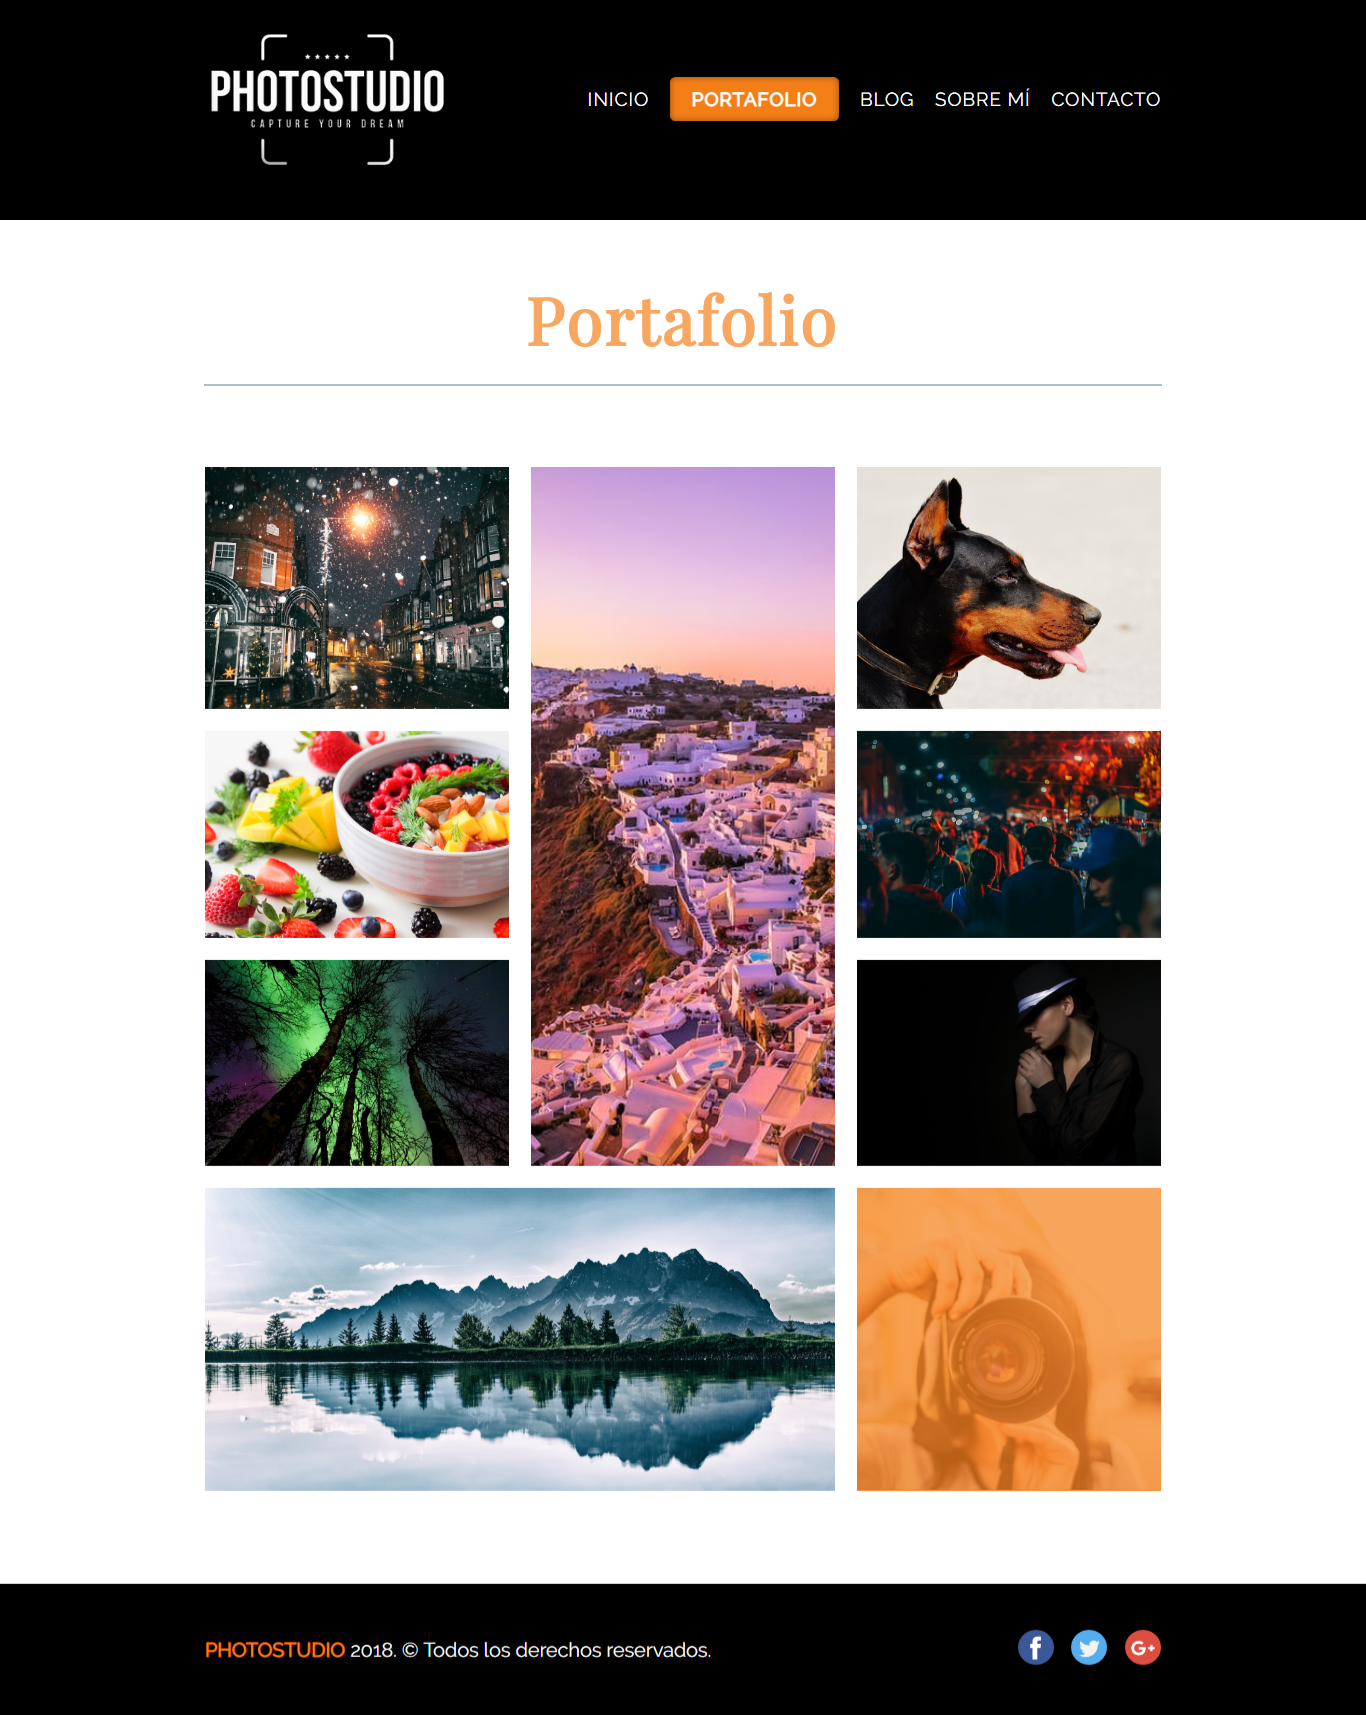 PHOTOSTUDIO
CAPTURE YOUR DREAM
INICIO PORTAFOLIO BLOG SOBRE MÍ CONTACTO
Portafolio
PHOTOSTUDIO 2018. © Todos los derechos reservados.
f G+